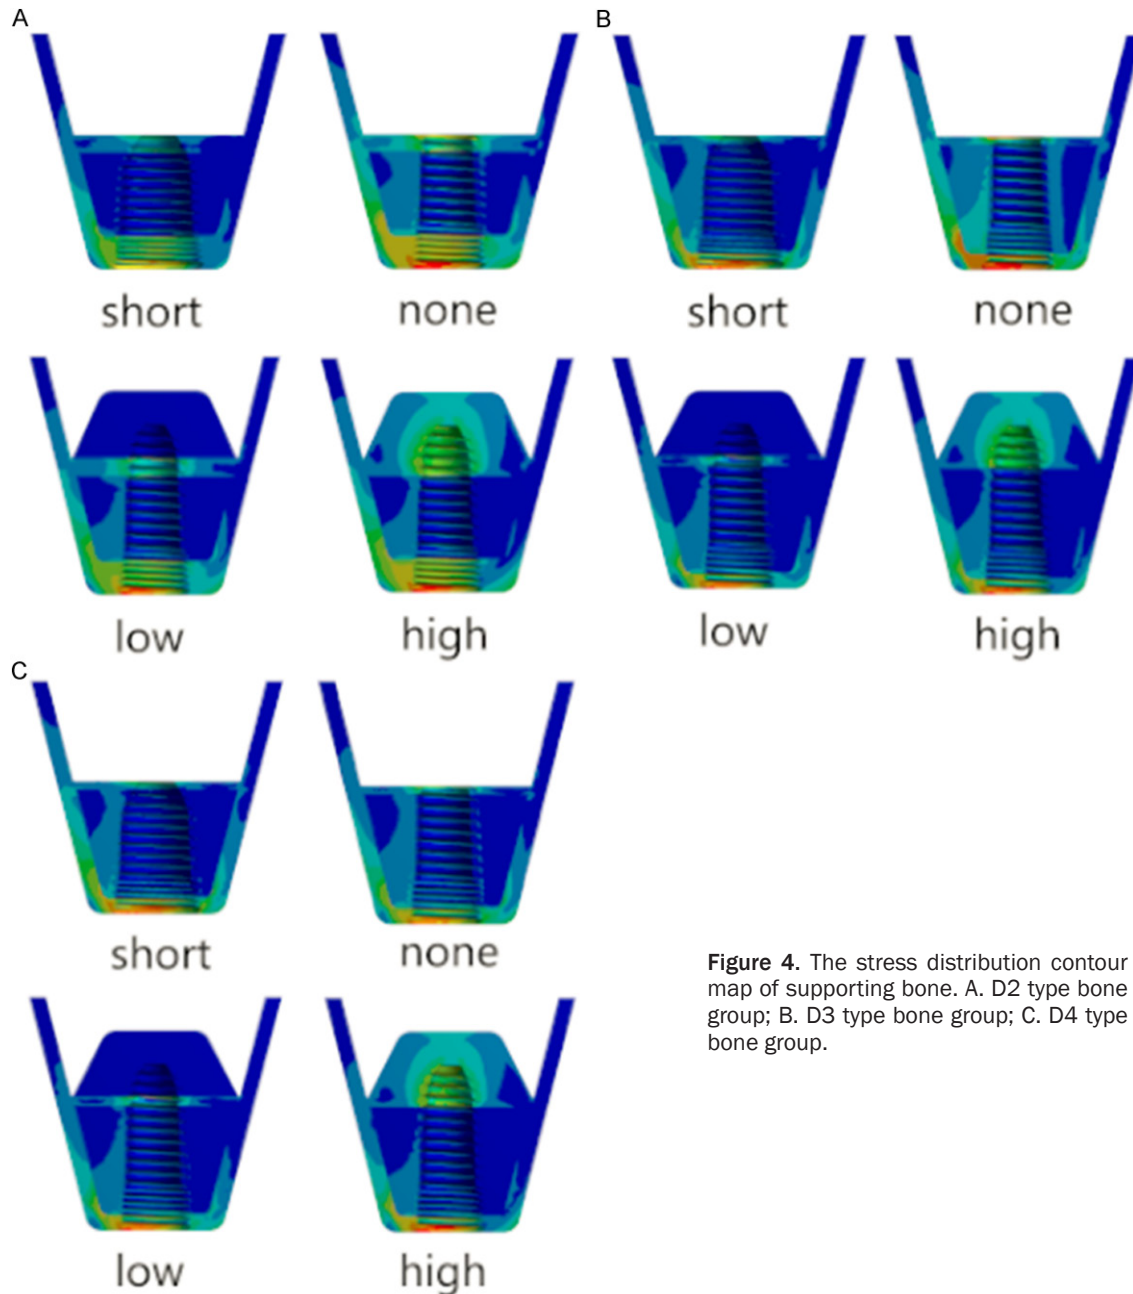 A
B
short
none
short
none
low
high
low
high
C
short
none
Figure 4. The stress distribution contour
map of supporting bone. A. D2 type bone
group; B. D3 type bone group; C. D4 type
bone group.
low
high